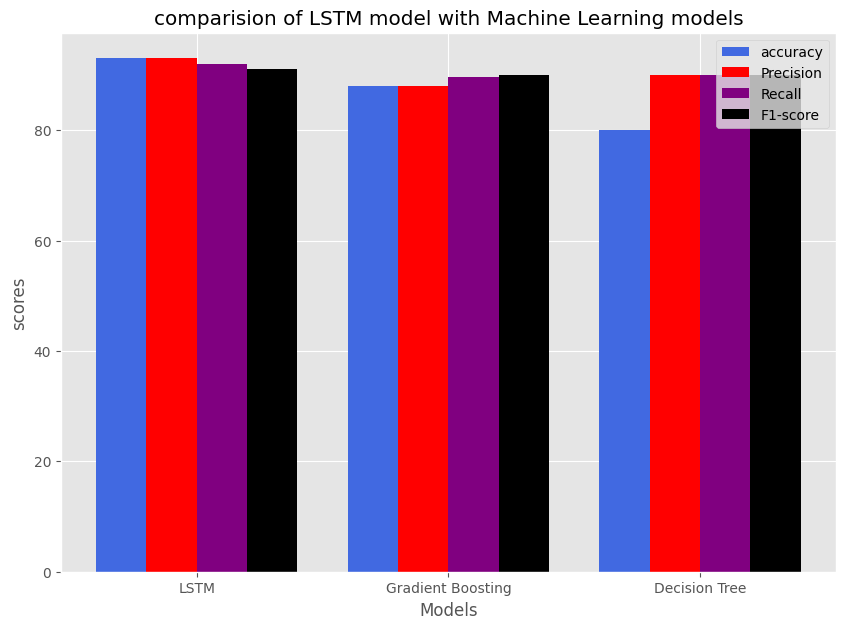 comparision of LSTM model with Machine Learning models
accuracy
Precision
Recall
F1-score
80
60
40
20
0
scores
LSTM
Gradient Boosting
Decision Tree
Models